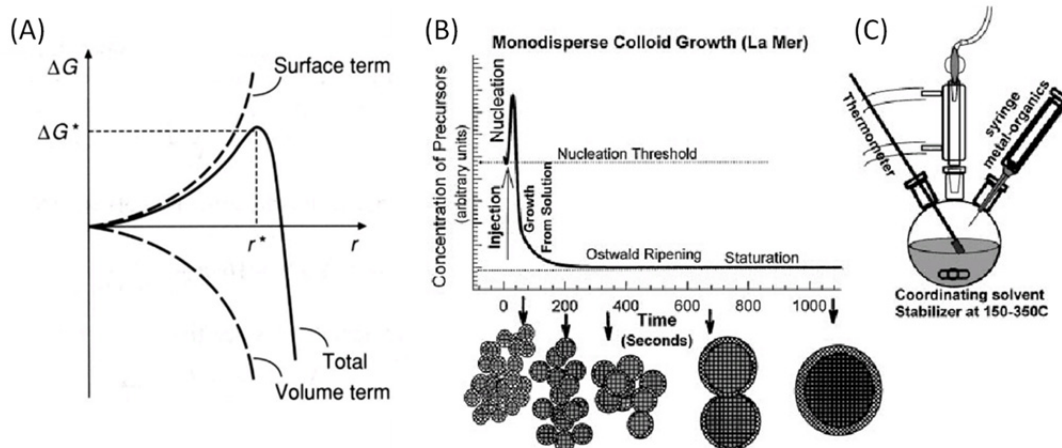 (A)
ΔG
Surface term
ΔG*
r*
r
Total
Volume term
(B)
Monodisperse Colloid Growth (La Mer)
Concentration of Precursors
(arbitrary units)
Nucleation
Nucleation Threshold
Injection
Growth
From Solution
Ostwald Ripening
Staturation
0
200
400
600
800
1000
Time
(Seconds)
(C)
Thermometer
syringe
metal-organics
Coordinating solvent
Stabilizer at 150-350C